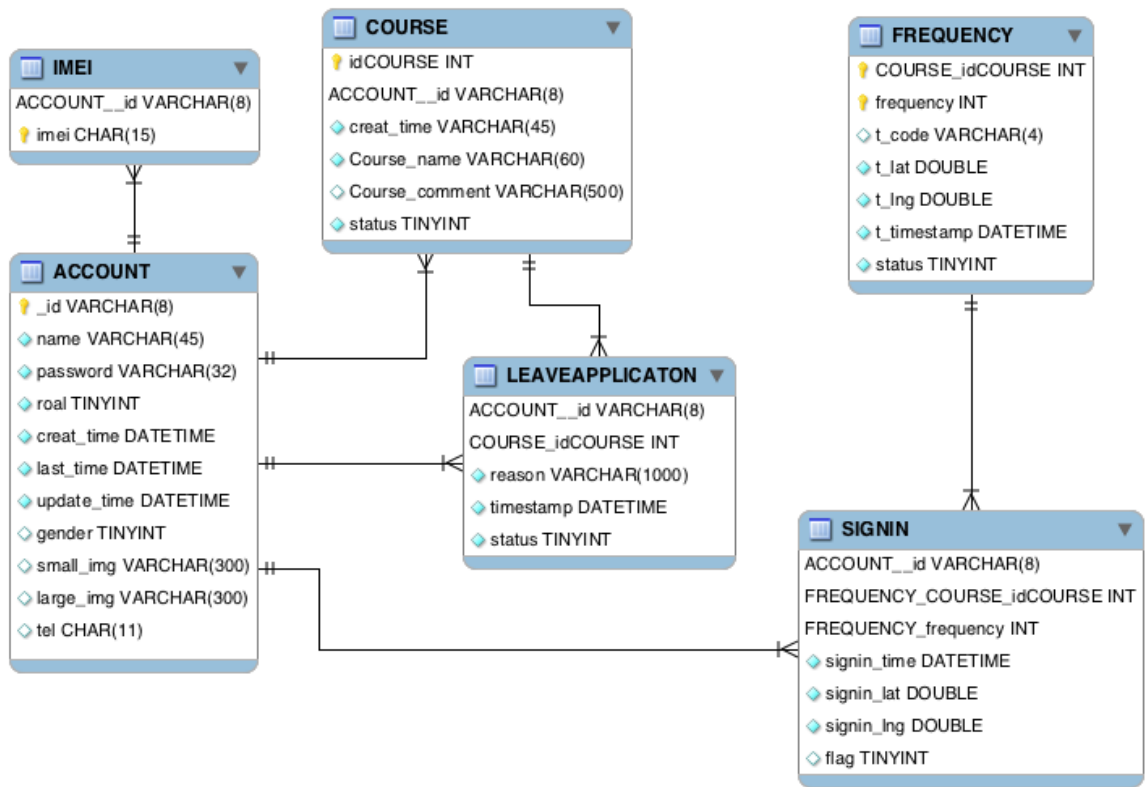 IMEI
ACCOUNT__id VARCHAR(8)
imei CHAR(15)
COURSE
idCOURSE INT
ACCOUNT__id VARCHAR(8)
creat_time VARCHAR(45)
Course_name VARCHAR(60)
Course_comment VARCHAR(500)
status TINYINT
FREQUENCY
COURSE_idCOURSE INT
frequency INT
t_code VARCHAR(4)
t_lat DOUBLE
t_lng DOUBLE
t_timestamp DATETIME
status TINYINT
ACCOUNT
_id VARCHAR(8)
name VARCHAR(45)
password VARCHAR(32)
roal TINYINT
creat_time DATETIME
last_time DATETIME
update_time DATETIME
gender TINYINT
small_img VARCHAR(300)
large_img VARCHAR(300)
tel CHAR(11)
LEAVEAPPLICATON
ACCOUNT__id VARCHAR(8)
COURSE_idCOURSE INT
reason VARCHAR(1000)
timestamp DATETIME
status TINYINT
SIGNIN
ACCOUNT__id VARCHAR(8)
FREQUENCY_COURSE_idCOURSE INT
FREQUENCY_frequency INT
signin_time DATETIME
signin_lat DOUBLE
signin_lng DOUBLE
flag TINYINT